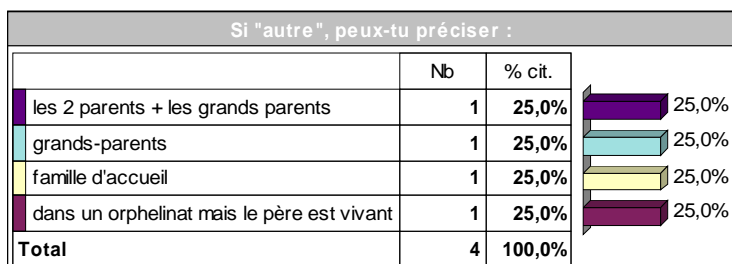 Si "autre", peux-tu préciser :
Nb % cit.
les 2 parents + les grands parents 1 25,0% 25,0%
grands-parents 1 25,0% 25,0%
famille d'accueil 1 25,0% 25,0%
dans un orphelinat mais le père est vivant 1 25,0% 25,0%
Total 4 100,0%